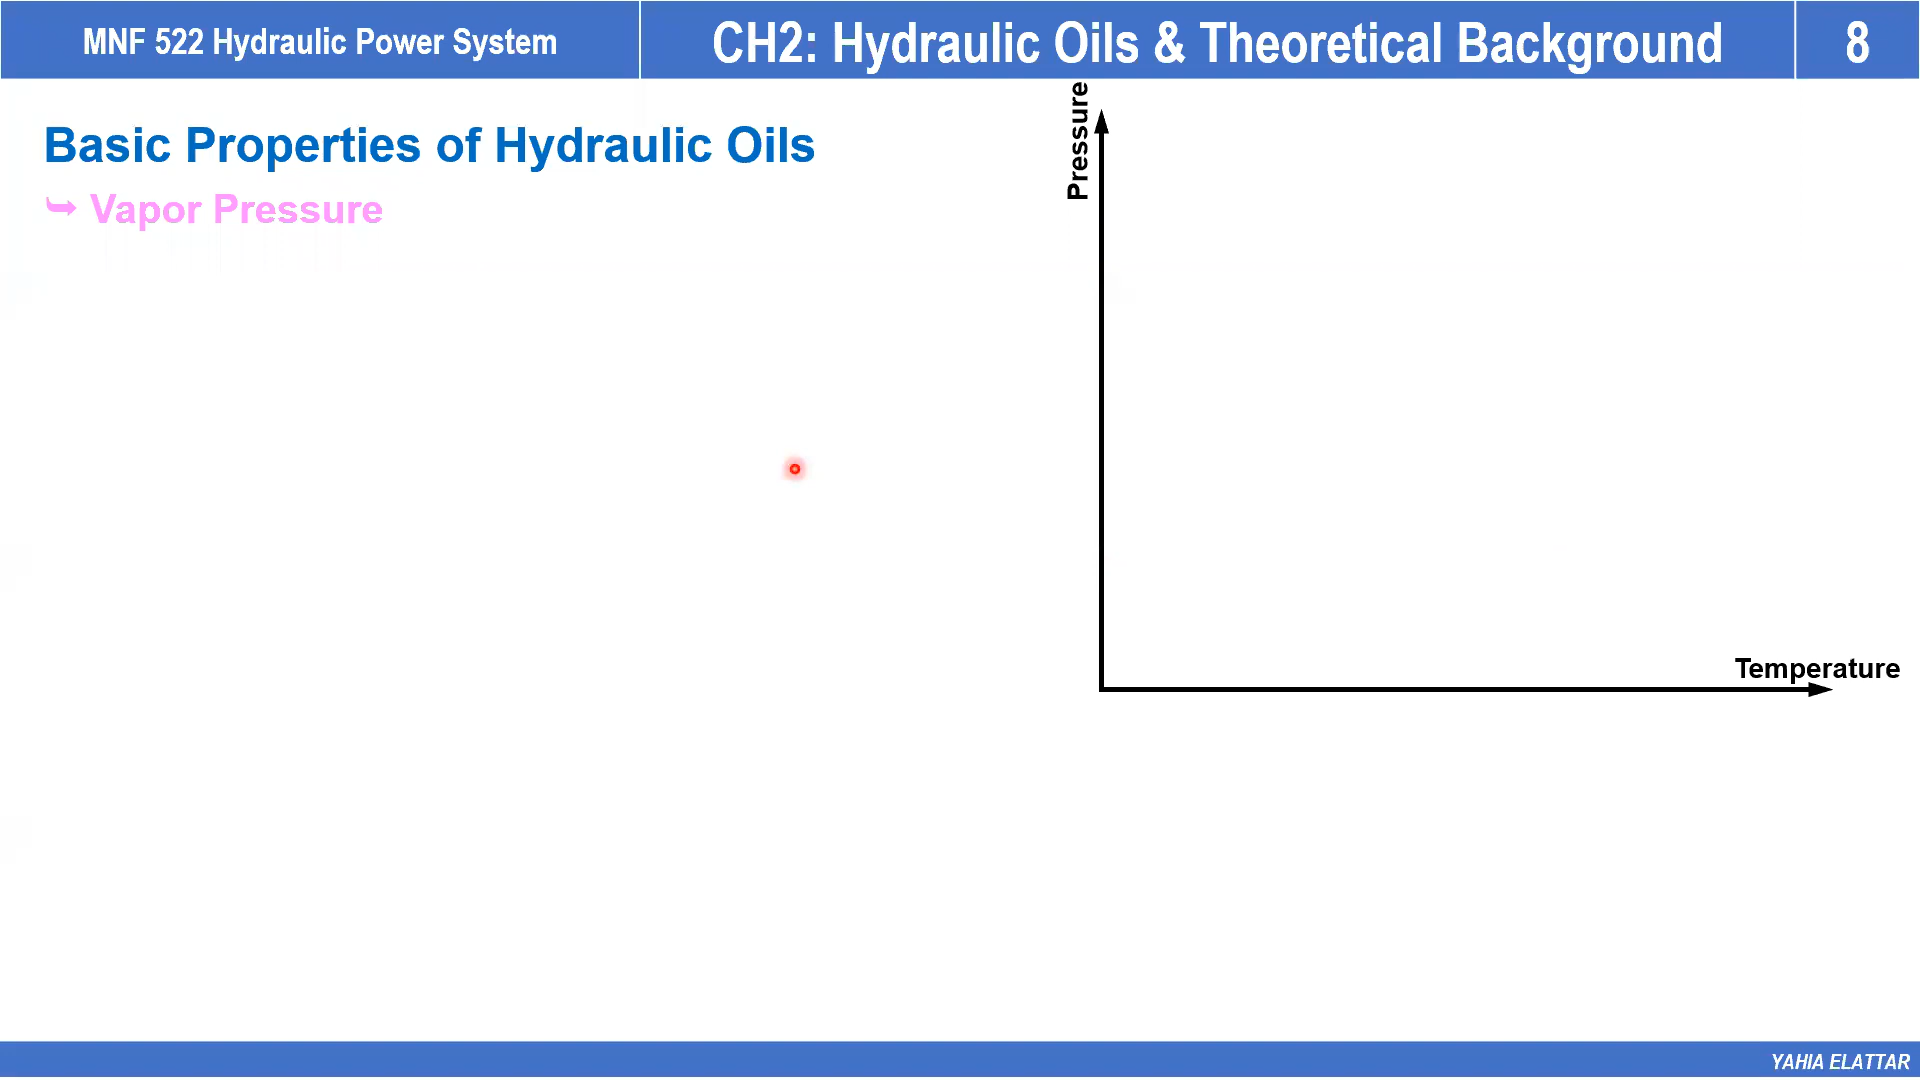 MNF 522 Hydraulic Power System
CH2: Hydraulic Oils & Theoretical Background
8
Basic Properties of Hydraulic Oils
➥ Vapor Pressure
Pressure
Temperature
YAHIA ELATTAR